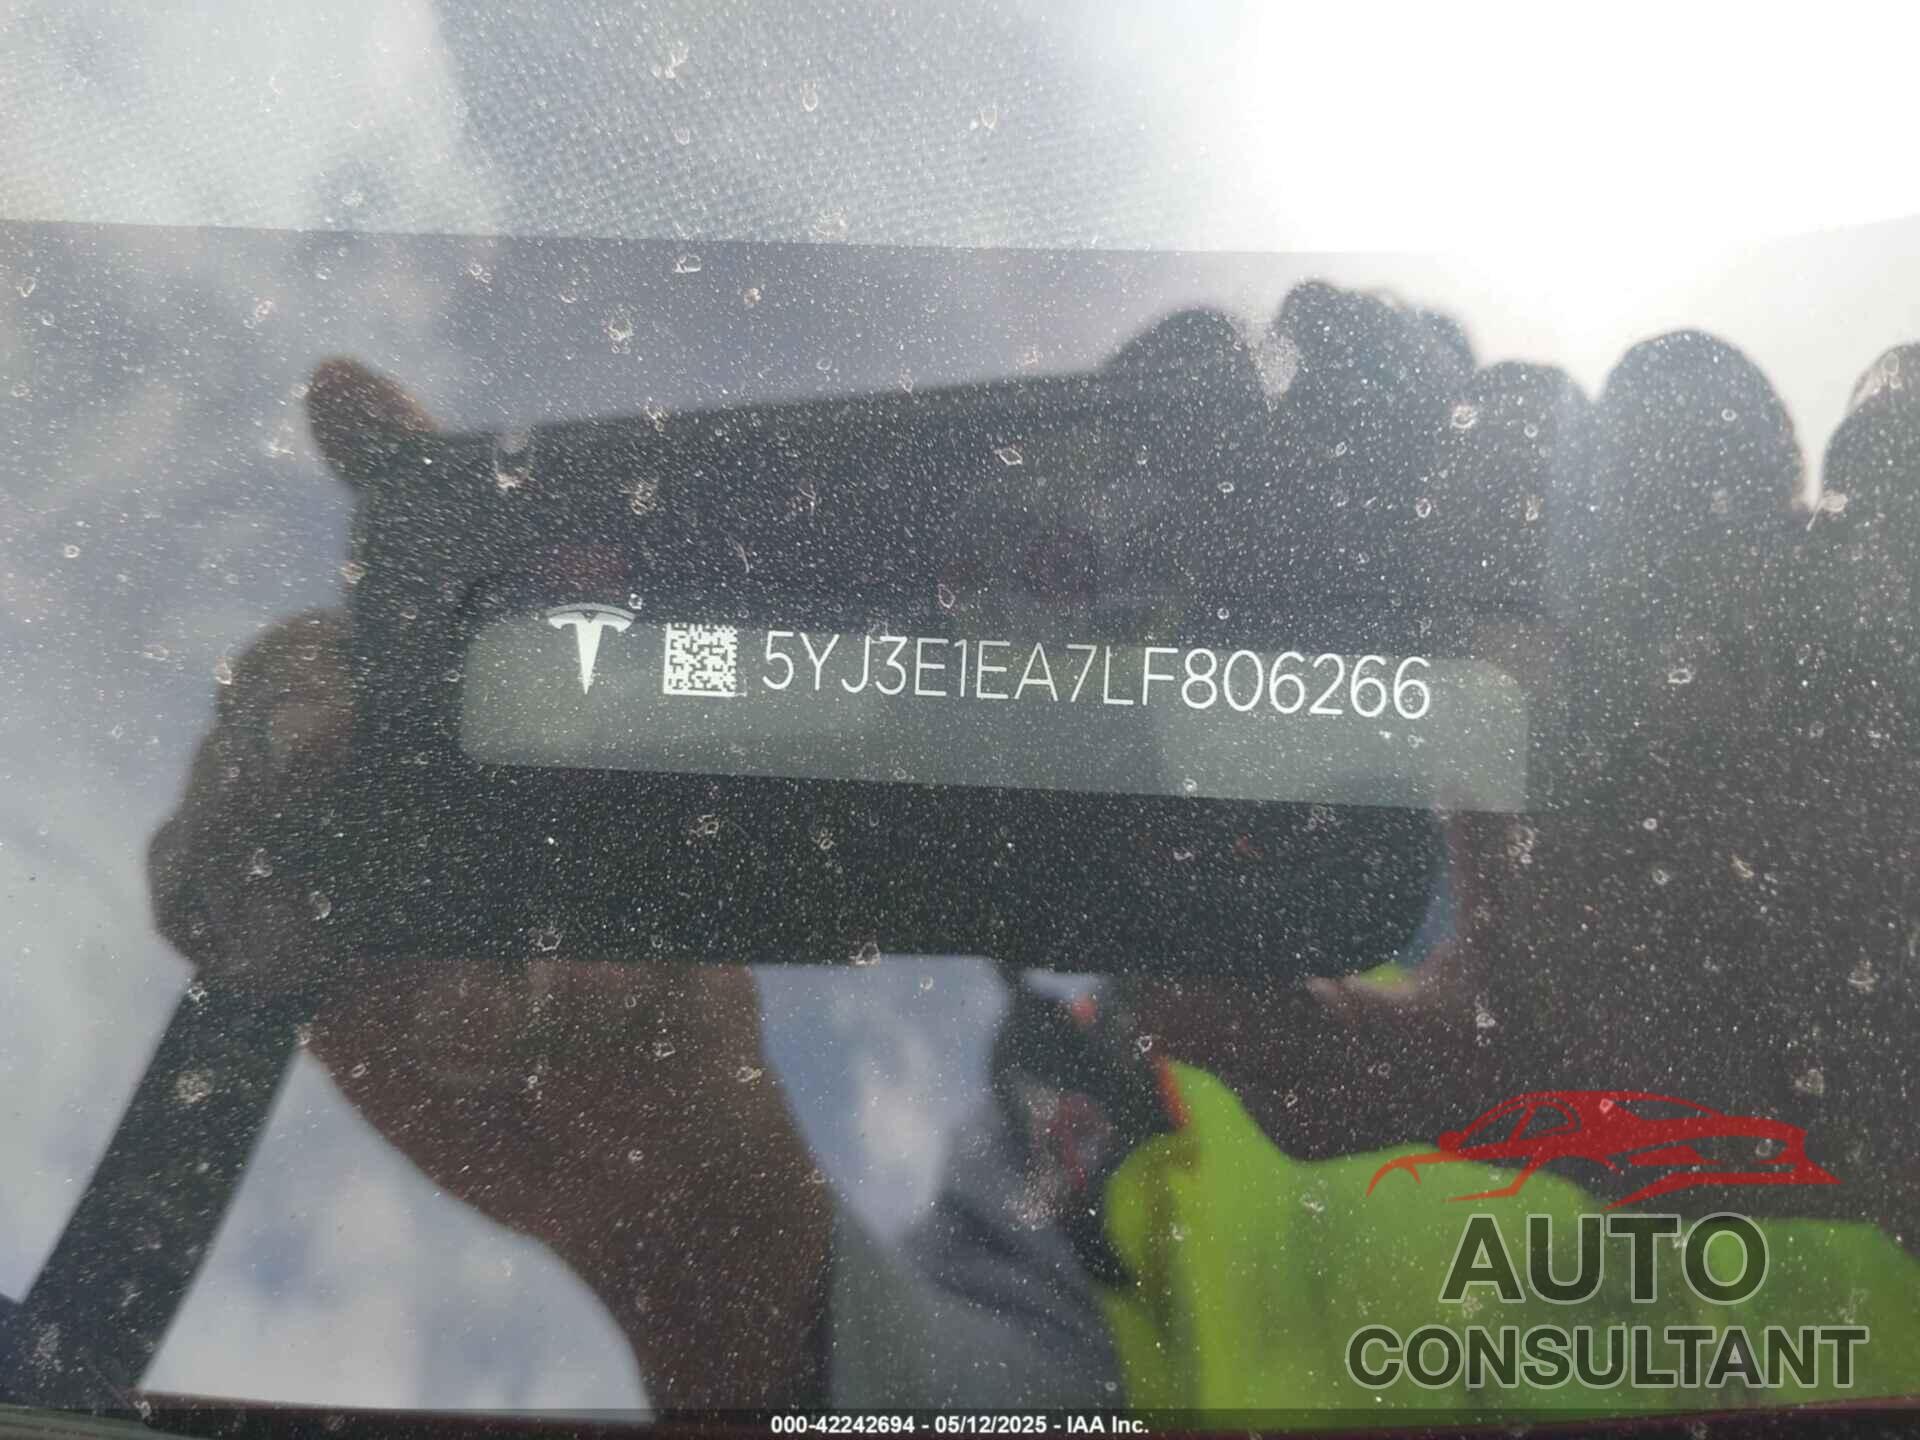 5YJ3E1EA7LF806266
AUTO
CONSULTANT
000-42242694 - 05/12/2025 - IAA Inc.